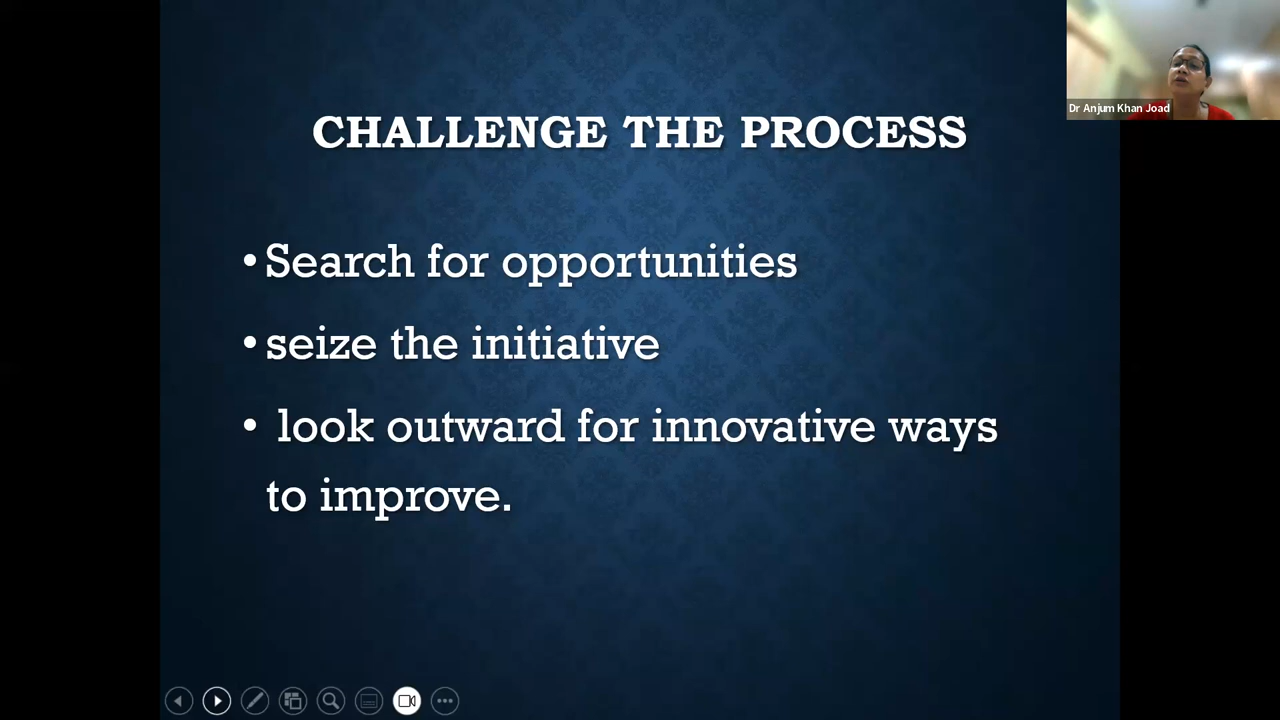 Dr Anjum Khan Joad
CHALLENGE THE PROCESS
•Search for opportunities
•seize the initiative
• look outward for innovative ways
to improve.